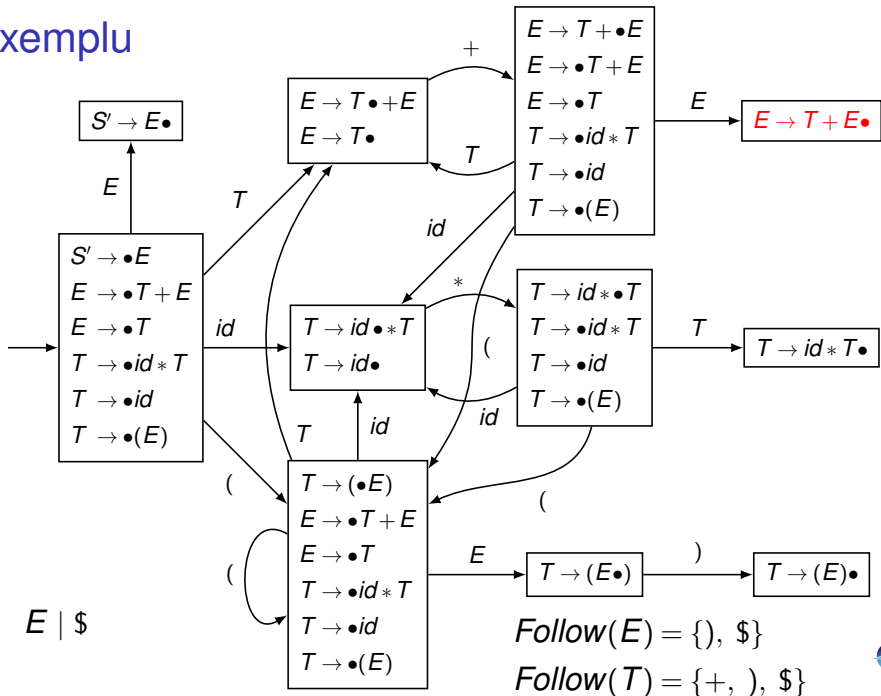 xemplu
S′ → E•
E
S′ → •E
E → •T + E
E → •T
T → •id * T
T → •id
T → •(E)
T
id
(
E → T• + E
E → T•
+
T
E → T + •E
E → •T + E
E → •T
T → •id * T
T → •id
T → •(E)
E
E → T + E•
id
(
T → id• * T
T → id•
*
id
T → id * •T
T → •id * T
T → •id
T → •(E)
T
T → id * T•
(
T
id
(
T → (•E)
E → •T + E
E → •T
T → •id * T
T → •id
T → •(E)
E
T → (E•)
)
T → (E)•
E | $
Follow(E) = {), $}
Follow(T) = {+, ), $}